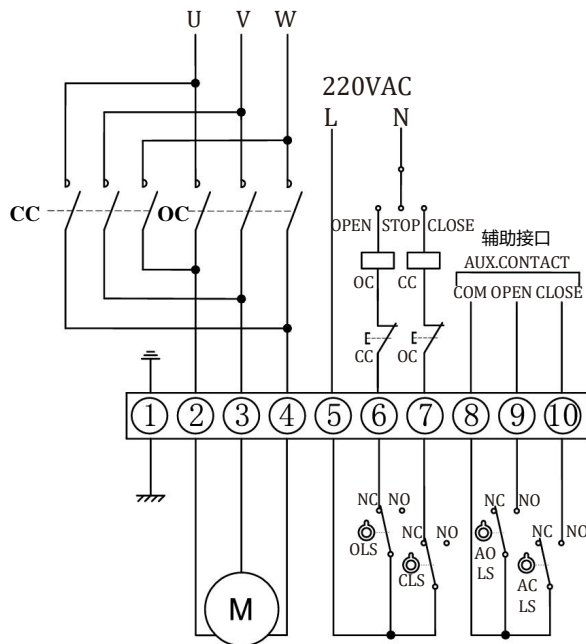 U V W
220VAC
L N
CC OC
OPEN STOP CLOSE
辅助接口
AUX.CONTACT
OC CC
COM OPEN CLOSE
CC OC
1 2 3 4 5 6 7 8 9 10
NC NO
NC NO
OLS
NC NO
CLS
NC NO
AO
LS
AC
LS
M